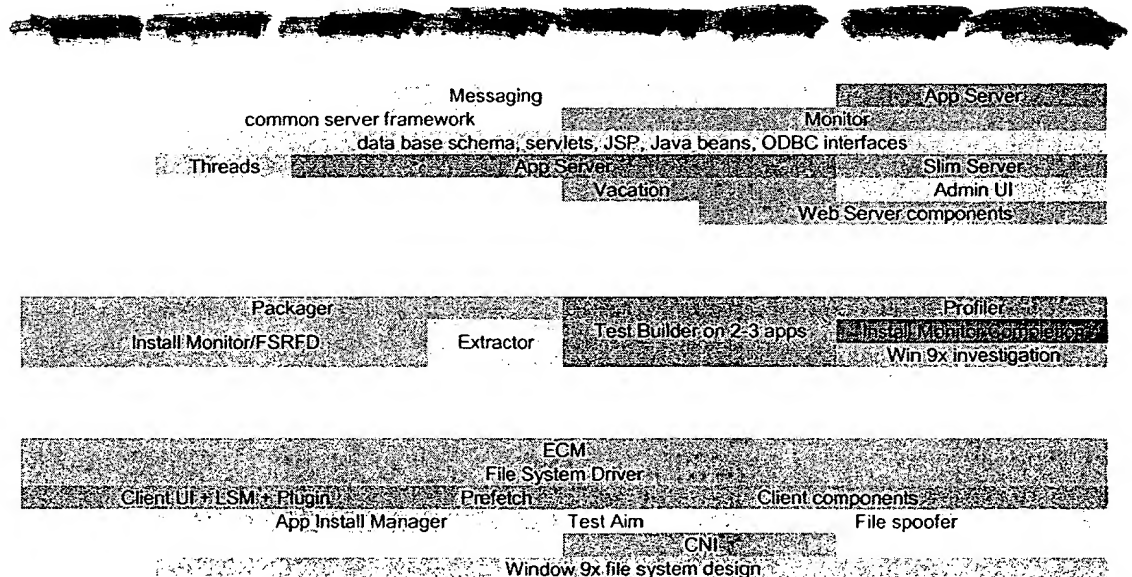 Messaging App Server
common server framework Monitor
data base schema, servlets, JSP, Java beans, ODBC interfaces
Threads App Server Slim Server
Vacation Admin UI
Web Server components
Packager Profiler
Install Monitor/FSRFD Extractor Test Builder on 2-3 apps Install Monitor Completion
Win 9x investigation
ECM
File System Driver
Client UI + LSM + Plugin Prefetch Client components
App Install Manager Test Aim File spoofer
CNI
Window 9x file system design